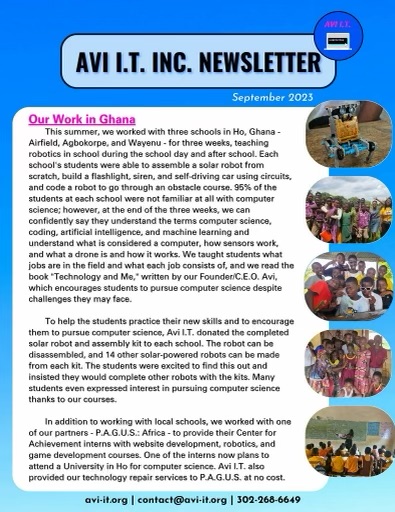 AVI I.T.
AVI I.T. INC. NEWSLETTER
September 2023
Our Work in Ghana
This summer, we worked with three schools in Ho, Ghana -
Airfield, Agbokorpe, and Wayenu - for three weeks, teaching
robotics in school during the school day and after school. Each
school's students were able to assemble a solar robot from
scratch, build a flashlight, siren, and self-driving car using circuits,
and code a robot to go through an obstacle course. 95% of the
students at each school were not familiar at all with computer
science; however, at the end of the three weeks, we can
confidently say they understand the terms computer science,
coding, artificial intelligence, and machine learning and
understand what is considered a computer, how sensors work,
and what a drone is and how it works. We taught students what
jobs are in the field and what each job consists of, and we read the
book "Technology and Me," written by our Founder/C.E.O. Avi,
which encourages students to pursue computer science despite
challenges they may face.
To help the students practice their new skills and to encourage
them to pursue computer science, Avi I.T. donated the completed
solar robot and assembly kit to each school. The robot can be
disassembled, and 14 other solar-powered robots can be made
from each kit. The students were excited to find this out and
insisted they would complete other robots with the kits. Many
students even expressed interest in pursuing computer science
thanks to our courses.
In addition to working with local schools, we worked with one
of our partners - P.A.G.U.S.: Africa - to provide their Center for
Achievement interns with website development, robotics, and
game development courses. One of the interns now plans to
attend a University in Ho for computer science. Avi I.T. also
provided our technology repair services to P.A.G.U.S. at no cost.
avi-it.org | contact@avi-it.org | 302-268-6649